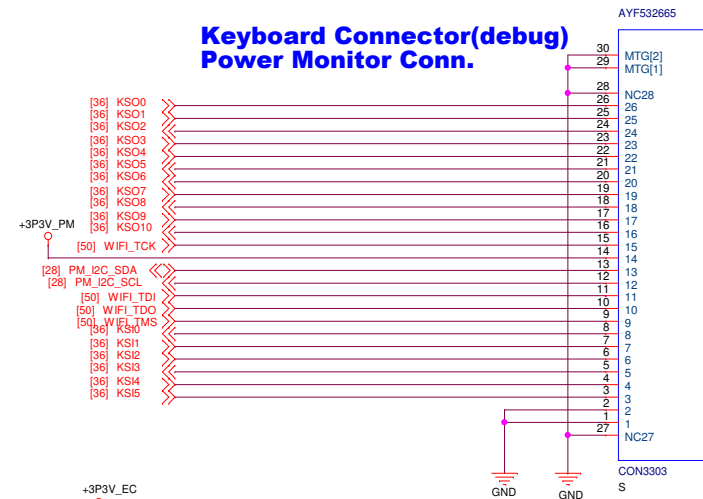 AYF532665
Keyboard Connector(debug)
Power Monitor Conn.
30 MTG[2]
29 MTG[1]
28 NC28
[36] KSO0 26 26
[36] KSO1 25 25
[36] KSO2 24 24
[36] KSO3 23 23
[36] KSO4 22 22
[36] KSO5 21 21
[36] KSO6 20 20
[36] KSO7 19 19
[36] KSO8 18 18
[36] KSO9 17 17
[36] KSO10 16 16
+3P3V_PM
[50] WIFI_TCK 15 15
14 14
[28] PM_I2C_SDA 13 13
[28] PM_I2C_SCL 12 12
[50] WIFI_TDI 11 11
[50] WIFI_TDO 10 10
[50] WIFI_TMS 9 9
[36] KSI0 8 8
[36] KSI1 7 7
[36] KSI2 6 6
[36] KSI3 5 5
[36] KSI4 4 4
[36] KSI5 3 3
2 2
1 1
27 NC27
CON3303
S
GND GND
+3P3V_EC